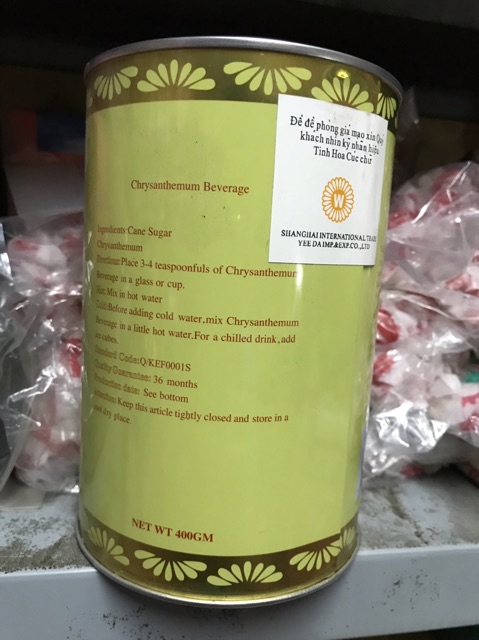 Để đề phòng giả mạo xin Quý
khách nhìn kỹ nhãn hiệu
Tinh Hoa Cúc chữ
W
SHANGHAI INTERNATIONAL TRADE
YEE DA IMP.&EXP.CO.,LTD
Chrysanthemum Beverage
Ingredients Cane Sugar
Chrysanthemum
Place 3-4 teaspoonfuls of Chrysanthemum
Beverage in a glass or cup.
Hot: Mix in hot water
Cold:Before adding cold water,mix Chrysanthemum
Beverage in a little hot water.For a chilled drink,add
ice cubes.
Standard Code:Q/KEF0001S
Quality Guarantee: 36 months
Production date: See bottom
Attention: Keep this article tightly closed and store in a
dry place.
NET WT 400GM